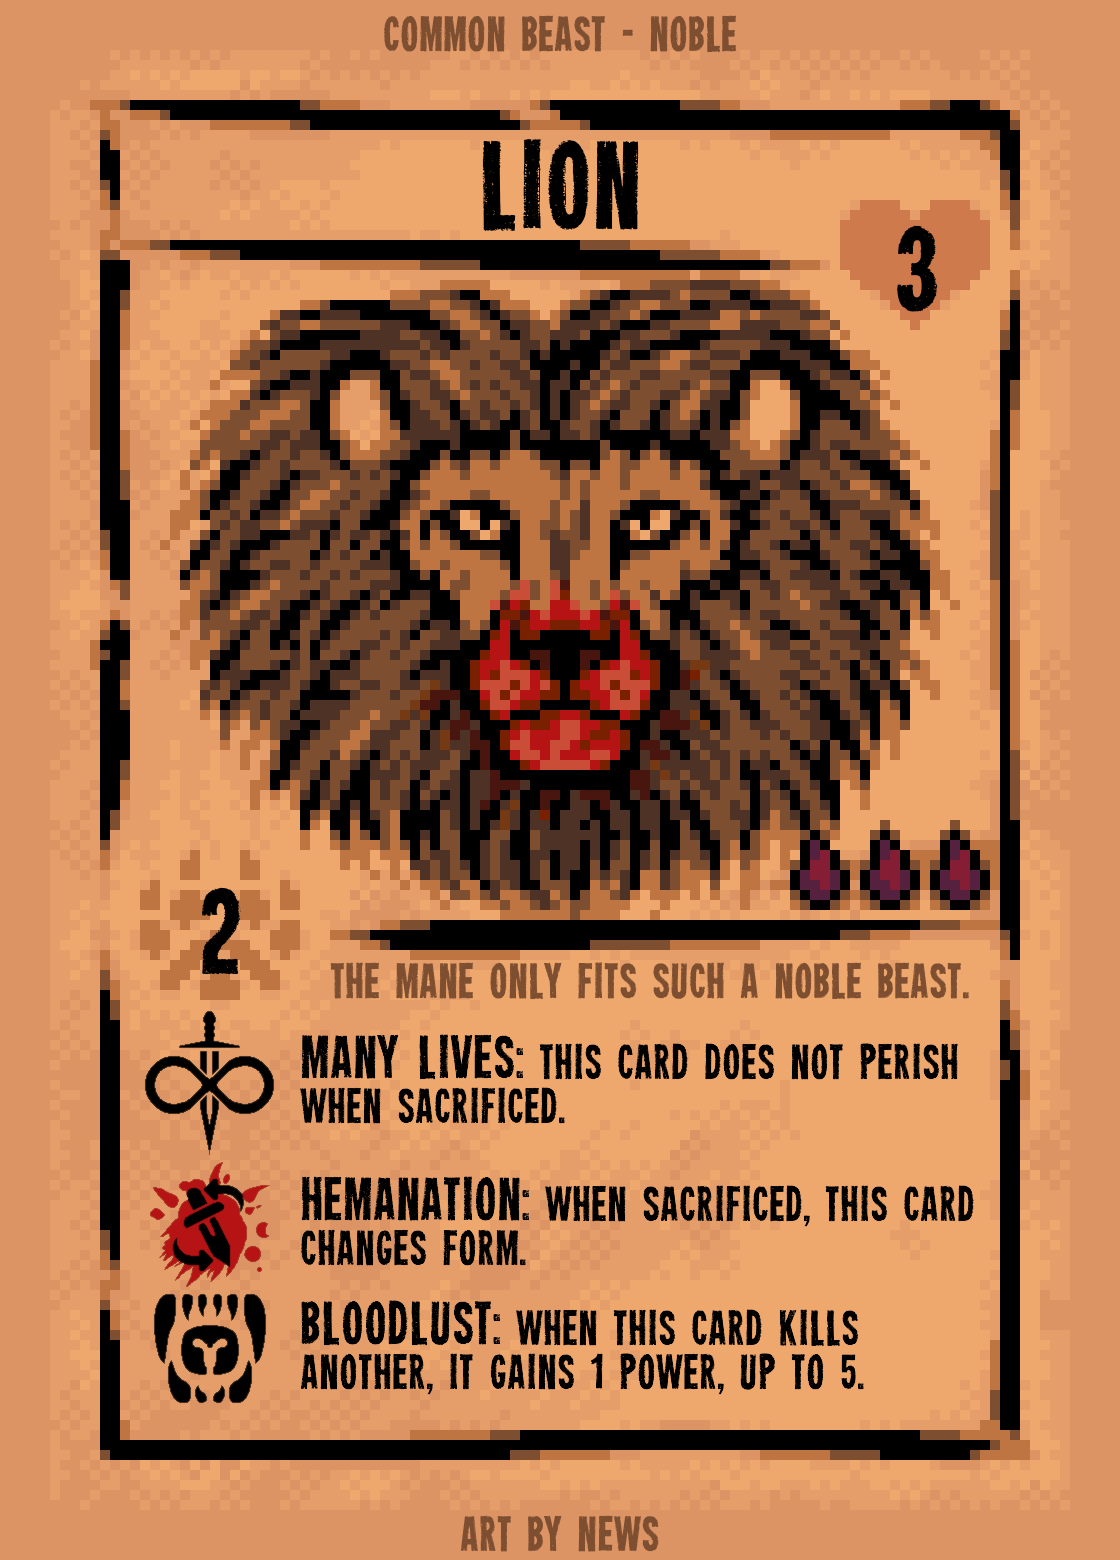 COMMON BEAST - NOBLE
LION
3
2
THE MANE ONLY FITS SUCH A NOBLE BEAST.
MANY LIVES: THIS CARD DOES NOT PERISH
WHEN SACRIFICED.
HEMANATION: WHEN SACRIFICED, THIS CARD
CHANGES FORM.
BLOODLUST: WHEN THIS CARD KILLS
ANOTHER, IT GAINS 1 POWER, UP TO 5.
ART BY NEWS